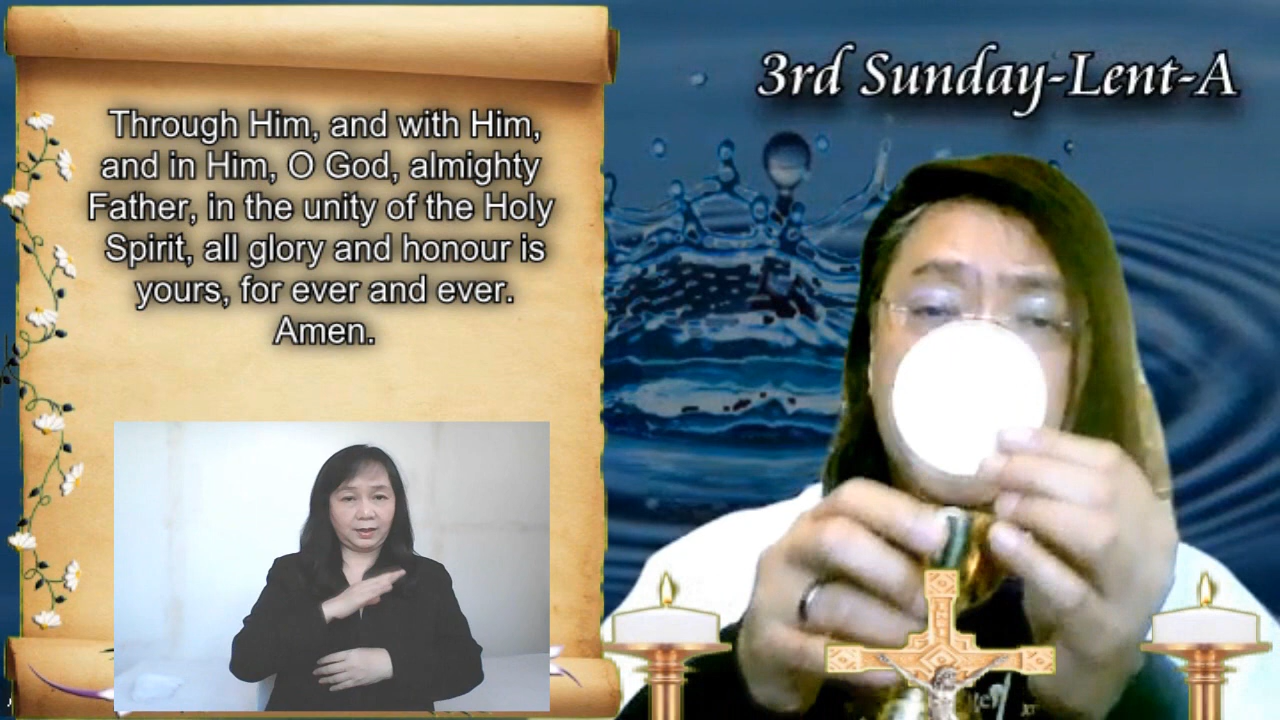 3rd Sunday-Lent-A
Through Him, and with Him,
and in Him, O God, almighty
Father, in the unity of the Holy
Spirit, all glory and honour is
yours, for ever and ever.
Amen.
INRI